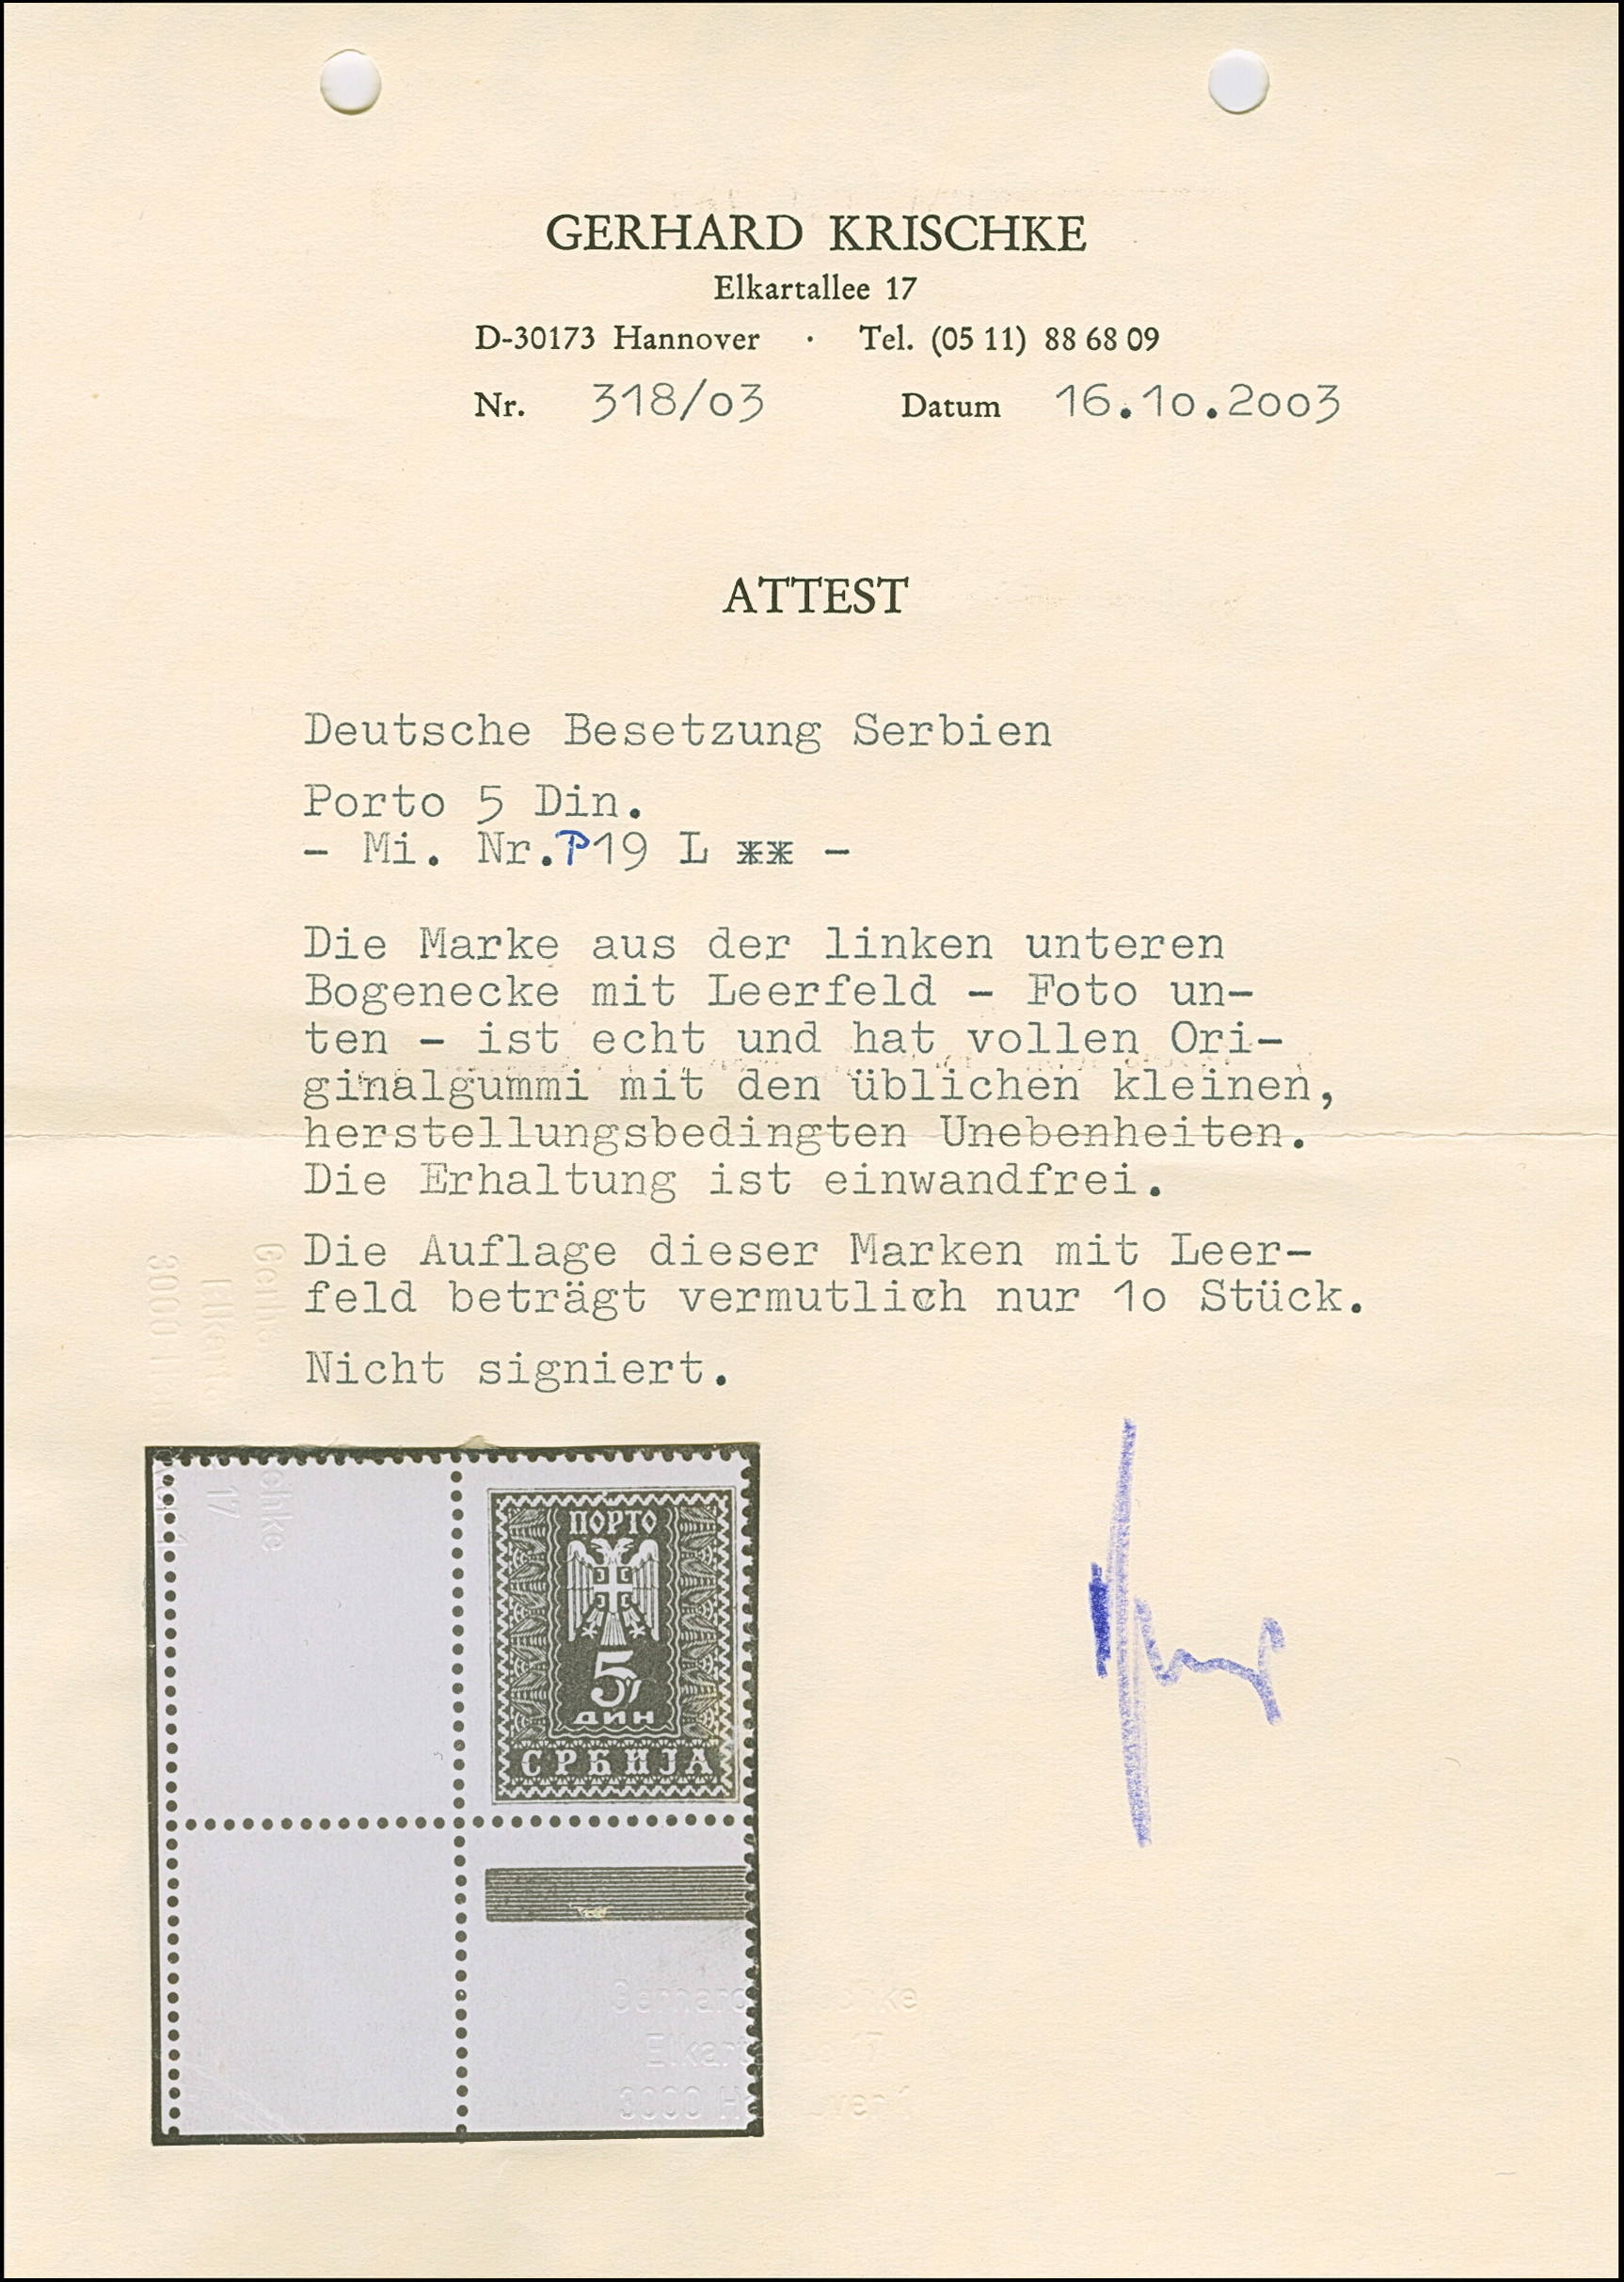 GERHARD KRISCHKE
Elkartallee 17
D-30173 Hannover · Tel. (05 11) 88 68 09
Nr. 318/03 Datum 16.10.2003
ATTEST
Deutsche Besetzung Serbien
Porto 5 Din.
- Mi. Nr.P19 L ** -
Die Marke aus der linken unteren
Bogenecke mit Leerfeld - Foto un-
ten - ist echt und hat vollen Ori-
ginalgummi mit den üblichen kleinen,
herstellungsbedingten Unebenheiten.
Die Erhaltung ist einwandfrei.
Die Auflage dieser Marken mit Leer-
feld beträgt vermutlich nur 10 Stück.
Nicht signiert.
ПОРТО
5
ДИН
СРБИЈА